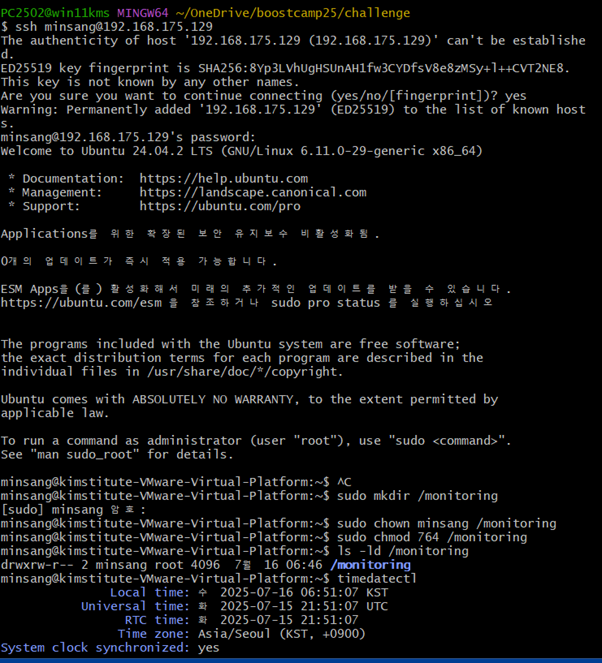 PC2502@win11kms MINGW64 ~/OneDrive/boostcamp25/challenge
$ ssh minsang@192.168.175.129
The authenticity of host '192.168.175.129 (192.168.175.129)' can't be establishe
d.
ED25519 key fingerprint is SHA256:8Yp3LVhUgHSUnAH1fw3CYDfsV8e8zMSy+l++CVT2NE8.
This key is not known by any other names.
Are you sure you want to continue connecting (yes/no/[fingerprint])? yes
Warning: Permanently added '192.168.175.129' (ED25519) to the list of known host
s.
minsang@192.168.175.129's password:
Welcome to Ubuntu 24.04.2 LTS (GNU/Linux 6.11.0-29-generic x86_64)
* Documentation:  https://help.ubuntu.com
* Management:     https://landscape.canonical.com
* Support:        https://ubuntu.com/pro
Applications를 위한 확장된 보안 유지보수 비활성화됨.
0개의 업데이트가 즉시 적용 가능합니다.
ESM Apps을(를) 활성화해서 미래의 추가적인 업데이트를 받을 수 있습니다.
https://ubuntu.com/esm 을 참조하거나 sudo pro status 를 실행하십시오
The programs included with the Ubuntu system are free software;
the exact distribution terms for each program are described in the
individual files in /usr/share/doc/*/copyright.
Ubuntu comes with ABSOLUTELY NO WARRANTY, to the extent permitted by
applicable law.
To run a command as administrator (user "root"), use "sudo <command>".
See "man sudo_root" for details.
minsang@kimstitute-VMware-Virtual-Platform:~$ ^C
minsang@kimstitute-VMware-Virtual-Platform:~$ sudo mkdir /monitoring
[sudo] minsang 암호:
minsang@kimstitute-VMware-Virtual-Platform:~$ sudo chown minsang /monitoring
minsang@kimstitute-VMware-Virtual-Platform:~$ sudo chmod 764 /monitoring
minsang@kimstitute-VMware-Virtual-Platform:~$ ls -ld /monitoring
drwxrw-r-- 2 minsang root 4096  7월 16 06:46 /monitoring
minsang@kimstitute-VMware-Virtual-Platform:~$ timedatectl
Local time: 수 2025-07-16 06:51:07 KST
Universal time: 화 2025-07-15 21:51:07 UTC
RTC time: 화 2025-07-15 21:51:07
Time zone: Asia/Seoul (KST, +0900)
System clock synchronized: yes